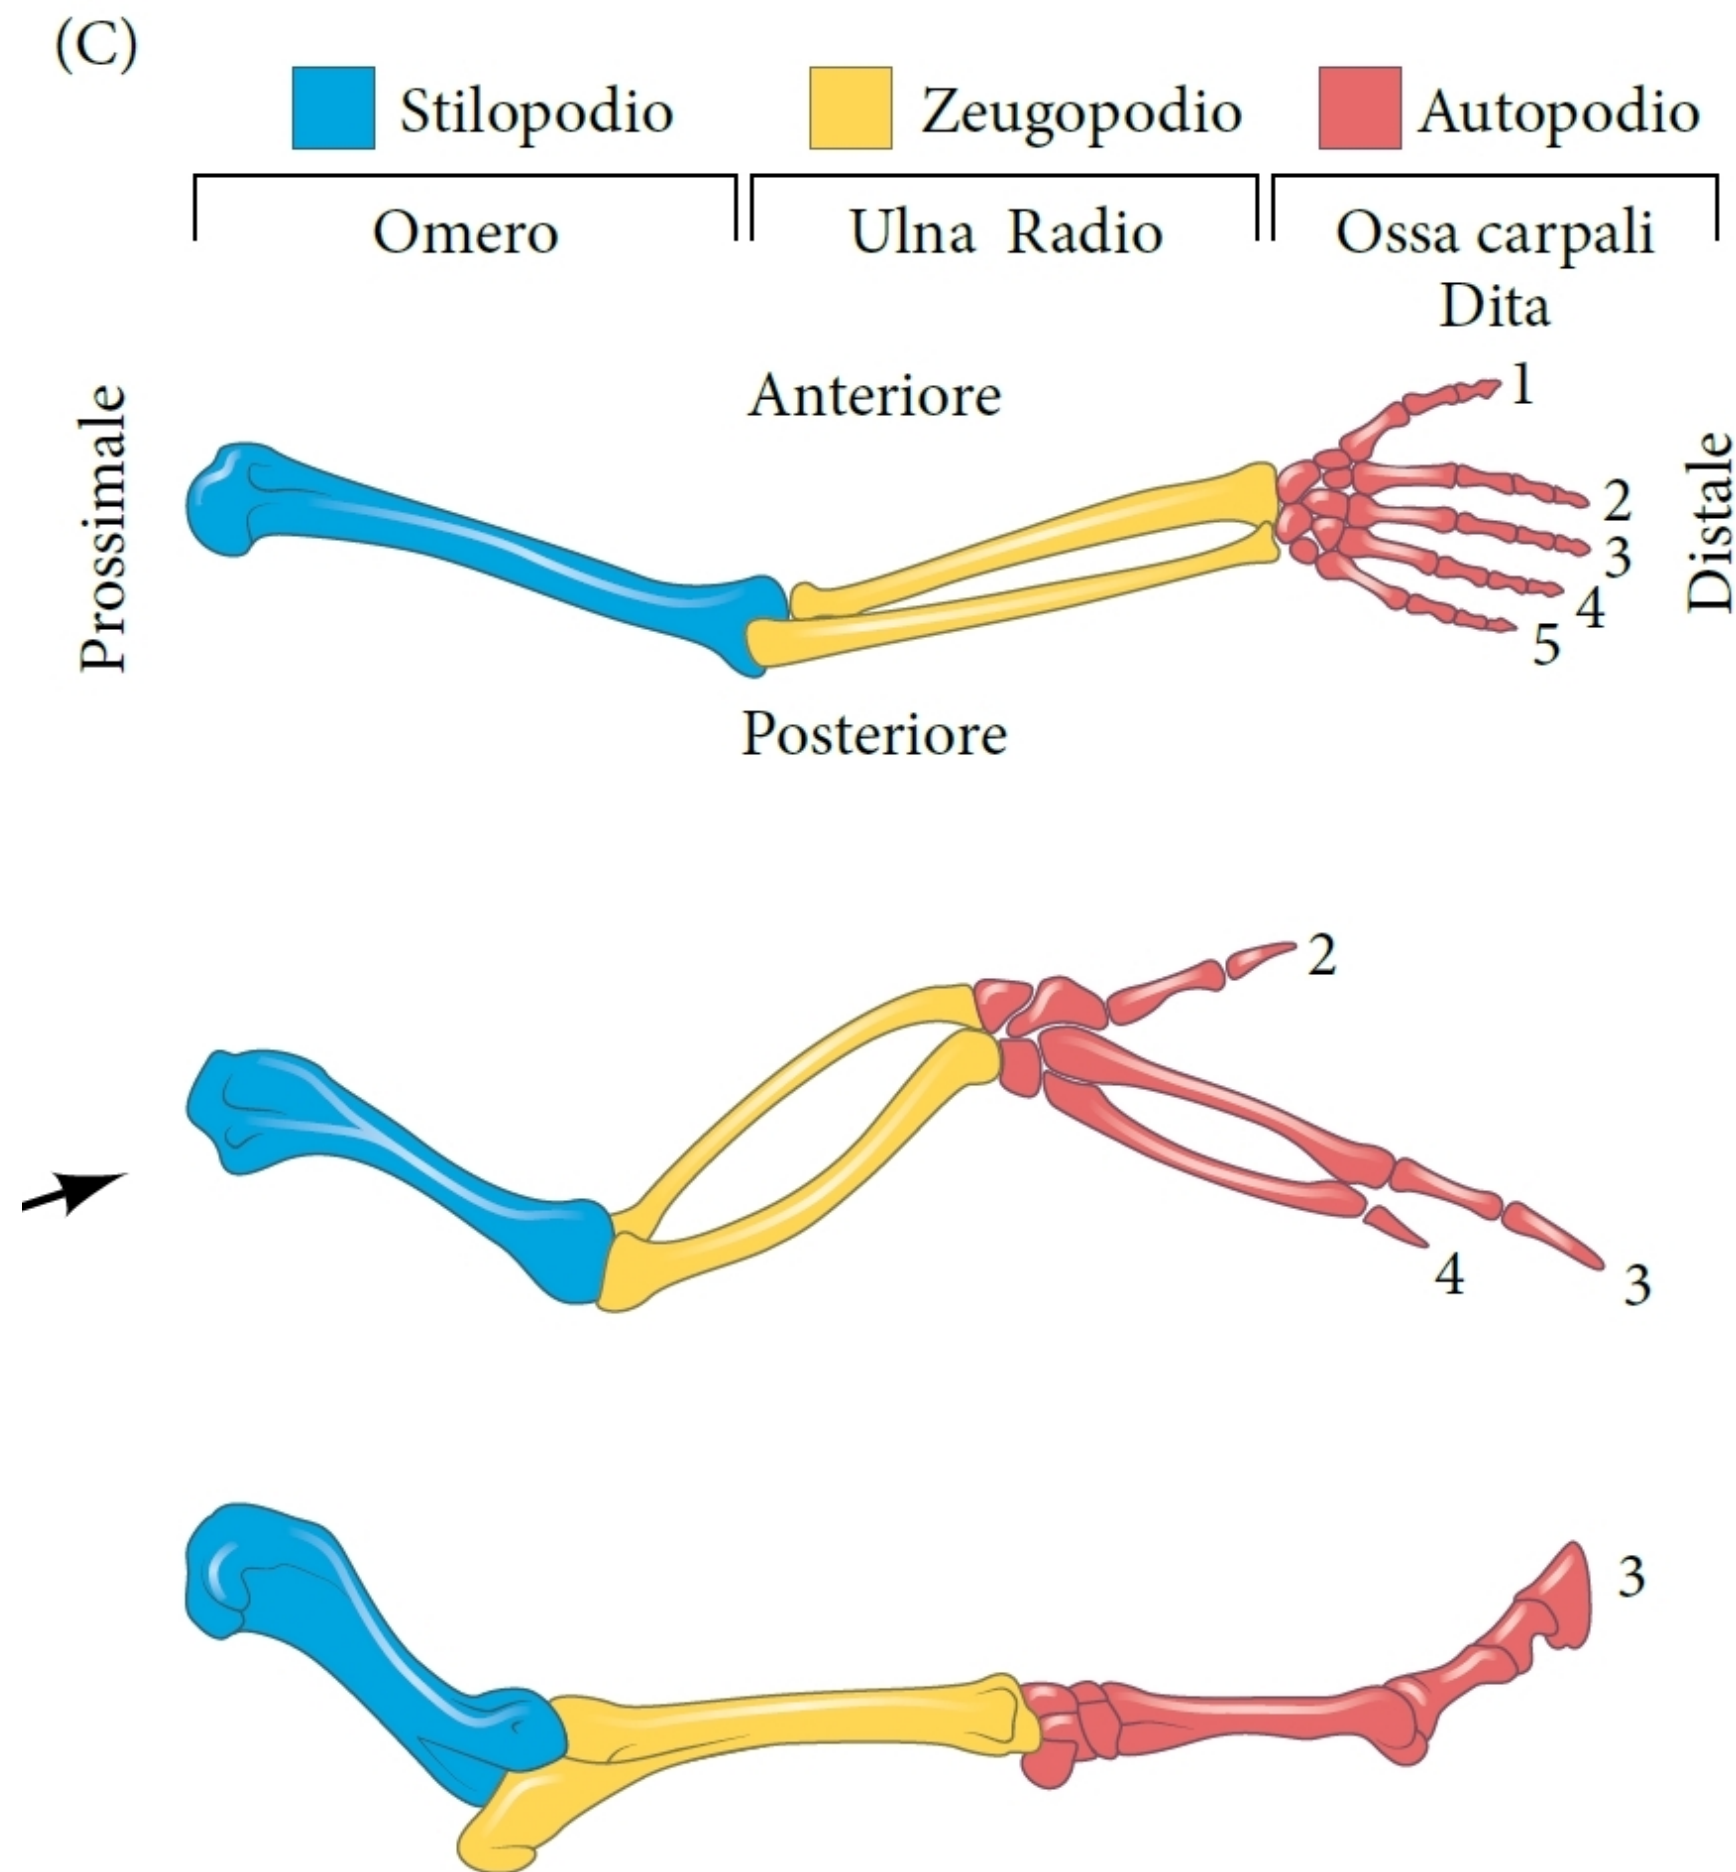 (C)
Stilopodio Zeugopodio Autopodio
Omero Ulna Radio Ossa carpali
Dita
Anteriore
Prossimale
Distale
1
2
3
4
5
Posteriore
2
4
3
3